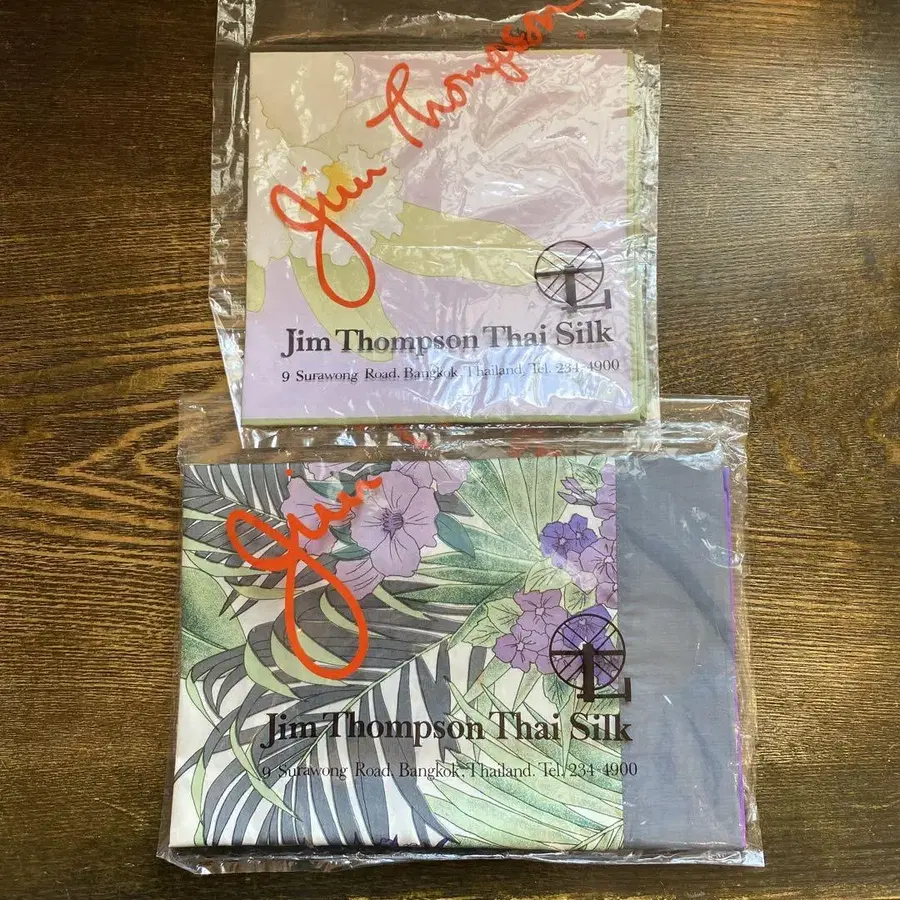 Jim Thompson
Jim Thompson Thai Silk
9 Surawong Road, Bangkok, Thailand, Tel. 234-4900
Jim
Jim Thompson Thai Silk
9 Surawong Road, Bangkok, Thailand. Tel. 234-4900